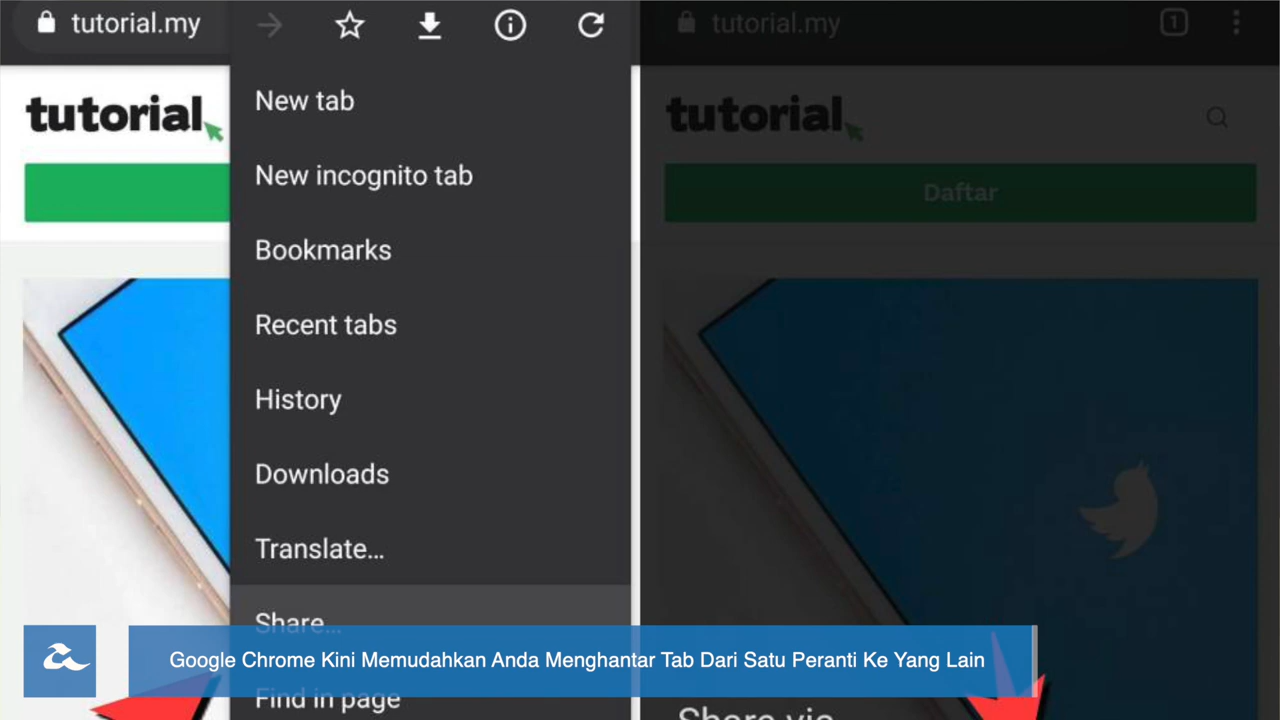 tutorial.my
tutorial
New tab
New incognito tab
Bookmarks
Recent tabs
History
Downloads
Translate...
Share...
Find in page
tutorial.my
1
tutorial
Daftar
Share via
Google Chrome Kini Memudahkan Anda Menghantar Tab Dari Satu Peranti Ke Yang Lain